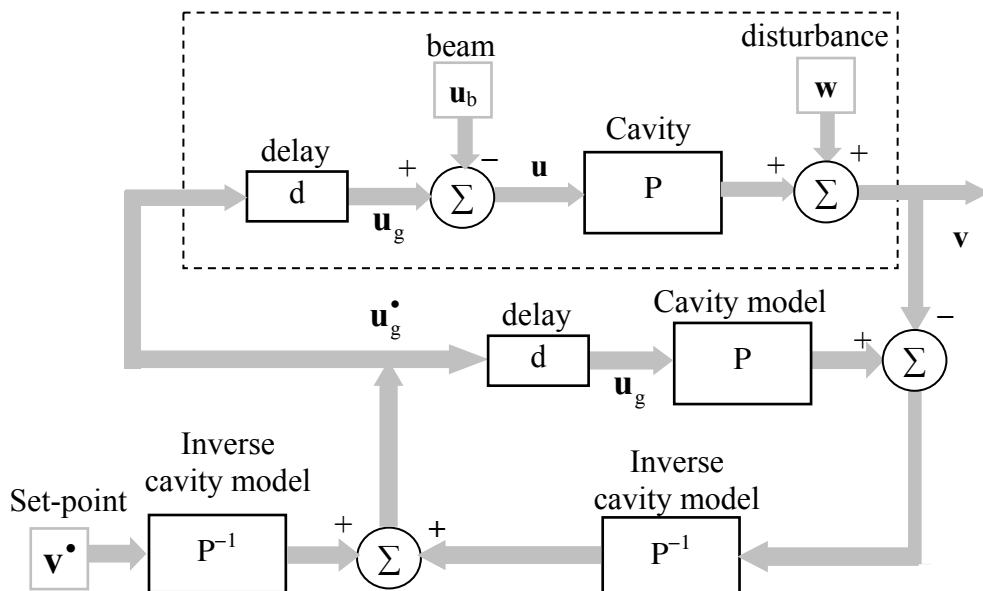 beam
disturbance
u_b
w
delay
Cavity
+
−
u
+
+
d
Σ
P
Σ
u_g
v
u_g^•
delay
Cavity model
−
+
d
P
Σ
u_g
Inverse
cavity model
Inverse
cavity model
Set-point
+
+
v^•
P⁻¹
Σ
P⁻¹